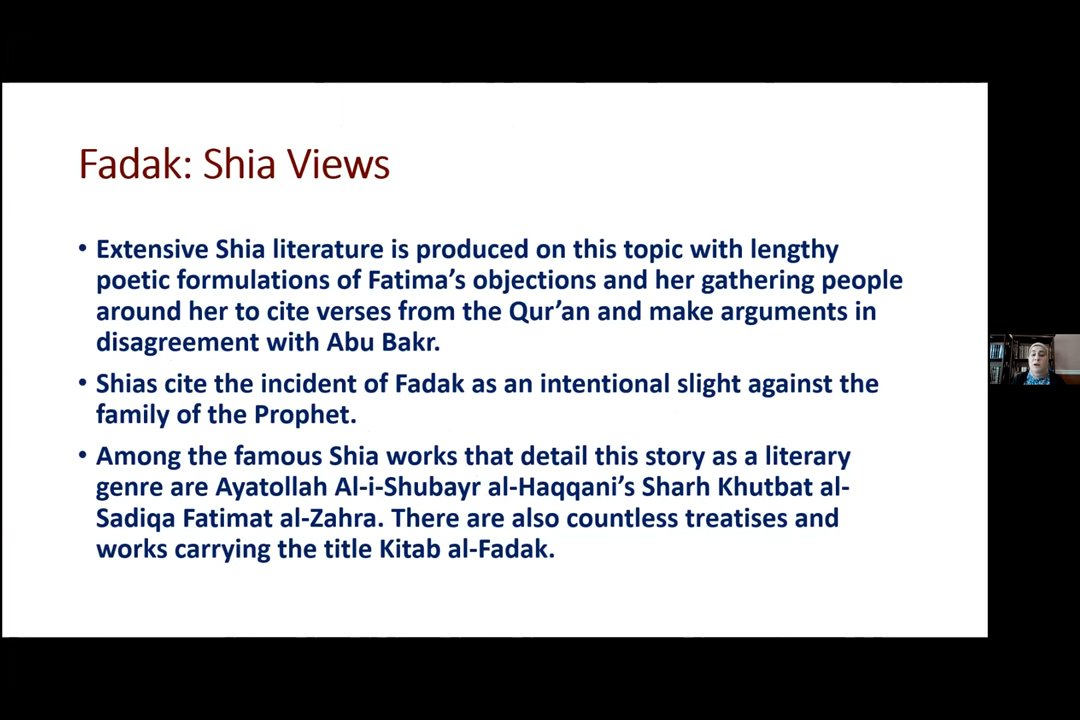 Fadak: Shia Views
• Extensive Shia literature is produced on this topic with lengthy
poetic formulations of Fatima’s objections and her gathering people
around her to cite verses from the Qur’an and make arguments in
disagreement with Abu Bakr.
• Shias cite the incident of Fadak as an intentional slight against the
family of the Prophet.
• Among the famous Shia works that detail this story as a literary
genre are Ayatollah Al-i-Shubayr al-Haqqani’s Sharh Khutbat al-
Sadiqa Fatimat al-Zahra. There are also countless treatises and
works carrying the title Kitab al-Fadak.